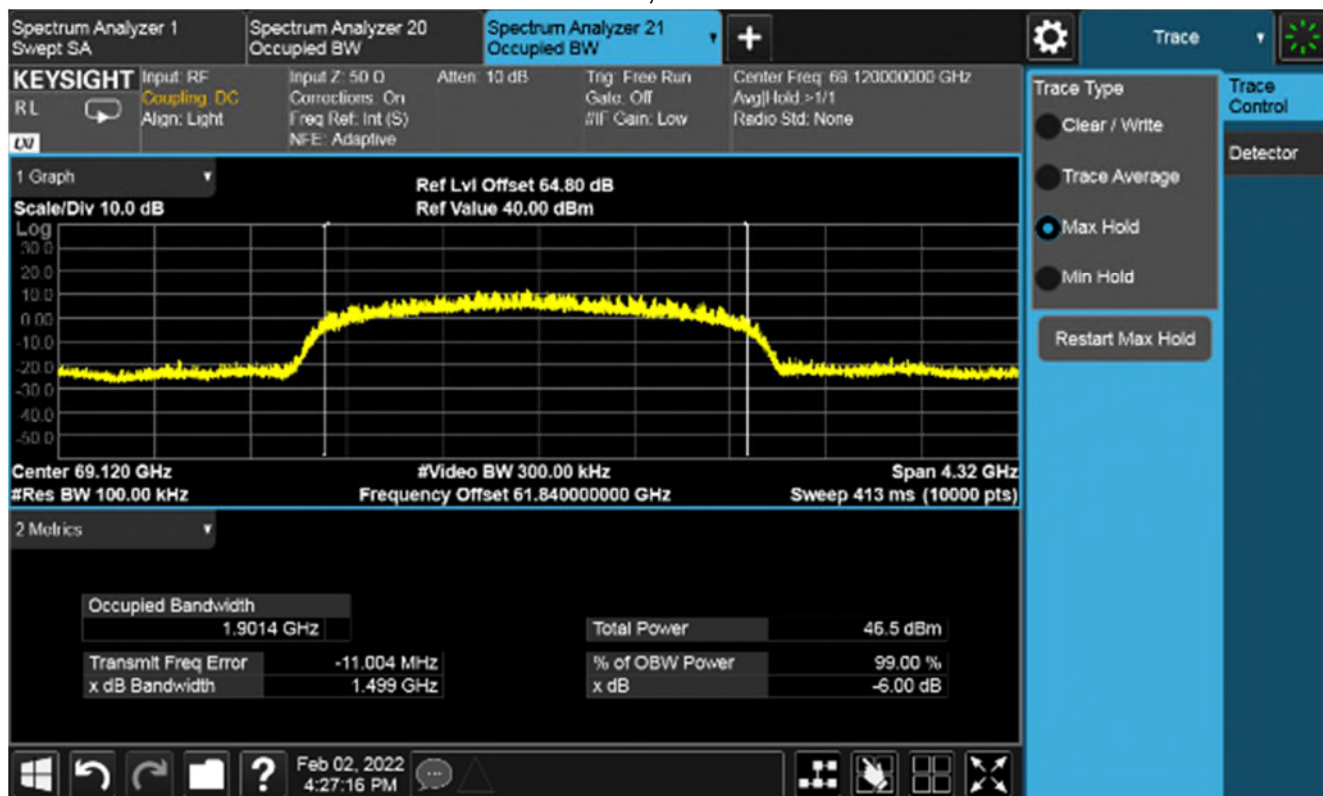 Spectrum Analyzer 1
Swept SA
Spectrum Analyzer 20
Occupied BW
Spectrum Analyzer 21
Occupied BW
Trace
KEYSIGHT
RL
LXI
Input: RF
Coupling: DC
Align: Light
Input Z: 50 Ω
Corrections: On
Freq Ref: Int (S)
NFE: Adaptive
Atten: 10 dB
Trig: Free Run
Gate: Off
#IF Gain: Low
Center Freq: 69.120000000 GHz
Avg|Hold:>1/1
Radio Std: None
Trace Type
Clear / Write
Trace Average
Max Hold
Min Hold
Restart Max Hold
Trace
Control
Detector
1 Graph
Scale/Div 10.0 dB
Ref Lvl Offset 64.80 dB
Ref Value 40.00 dBm
Log
30.0
20.0
10.0
0.00
-10.0
-20.0
-30.0
-40.0
-50.0
Center 69.120 GHz
#Video BW 300.00 kHz
Span 4.32 GHz
#Res BW 100.00 kHz
Frequency Offset 61.840000000 GHz
Sweep 413 ms (10000 pts)
2 Metrics
Occupied Bandwidth
1.9014 GHz
Total Power 46.5 dBm
Transmit Freq Error -11.004 MHz
% of OBW Power 99.00 %
x dB Bandwidth 1.499 GHz
x dB -6.00 dB
?
Feb 02, 2022
4:27:16 PM